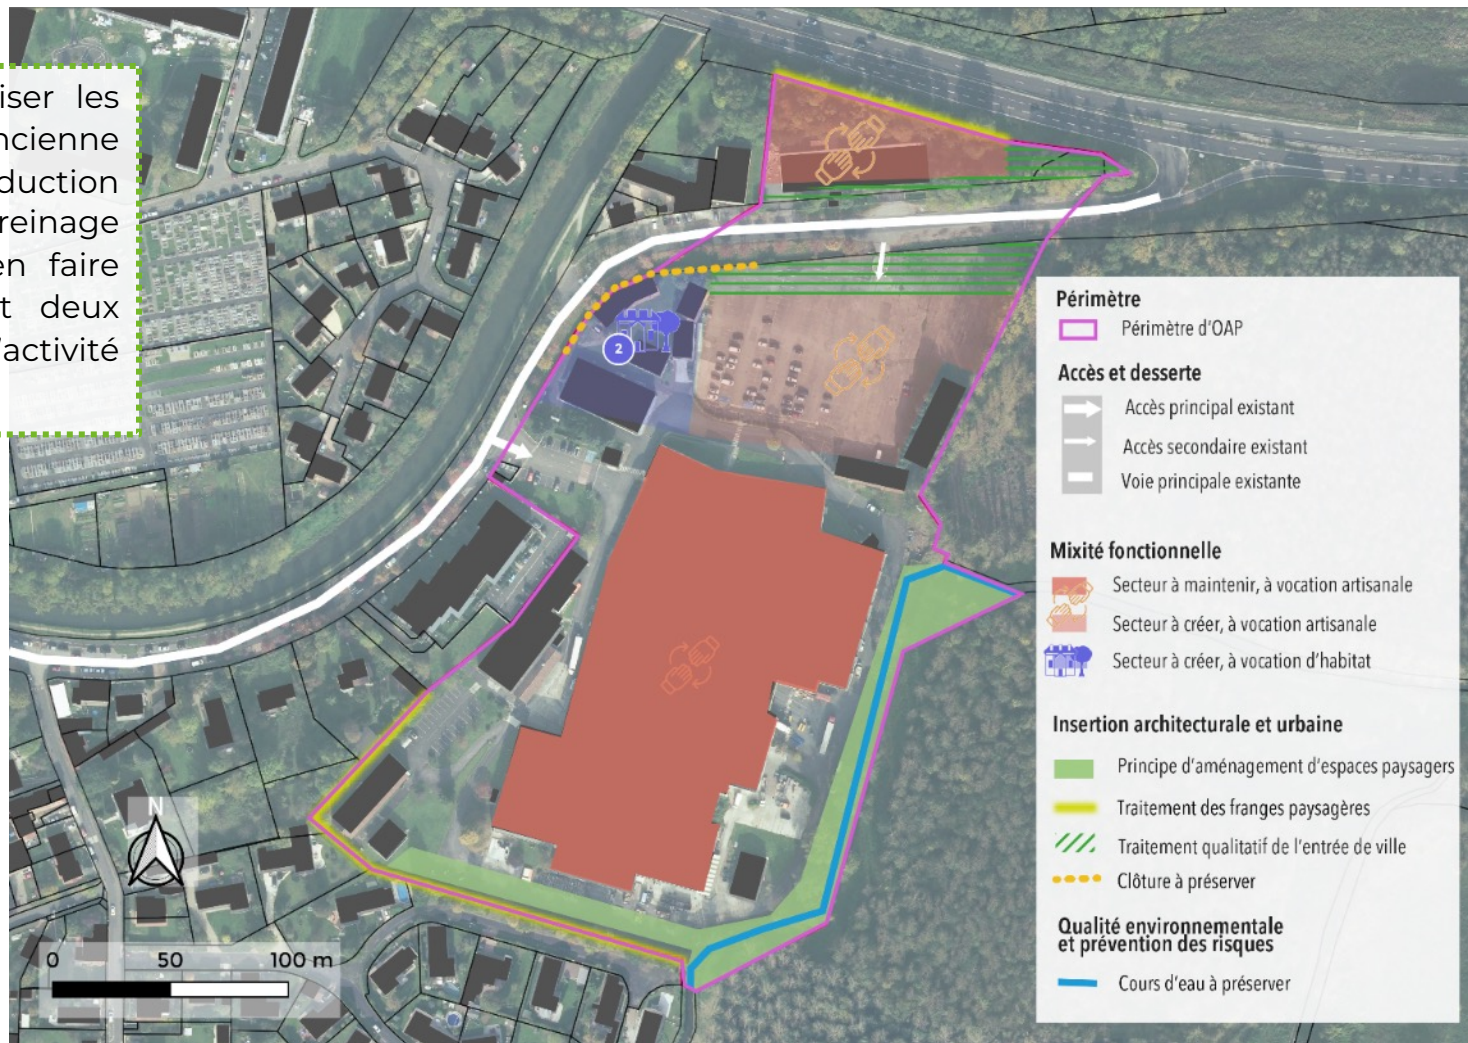 iser les
ncienne
duction
reinage
en faire
t deux
'activité
2
Périmètre
Périmètre d'OAP
Accès et desserte
Accès principal existant
Accès secondaire existant
Voie principale existante
Mixité fonctionnelle
Secteur à maintenir, à vocation artisanale
Secteur à créer, à vocation artisanale
Secteur à créer, à vocation d'habitat
Insertion architecturale et urbaine
Principe d'aménagement d'espaces paysagers
Traitement des franges paysagères
Traitement qualitatif de l'entrée de ville
Clôture à préserver
Qualité environnementale
et prévention des risques
Cours d'eau à préserver
N
0 50 100 m